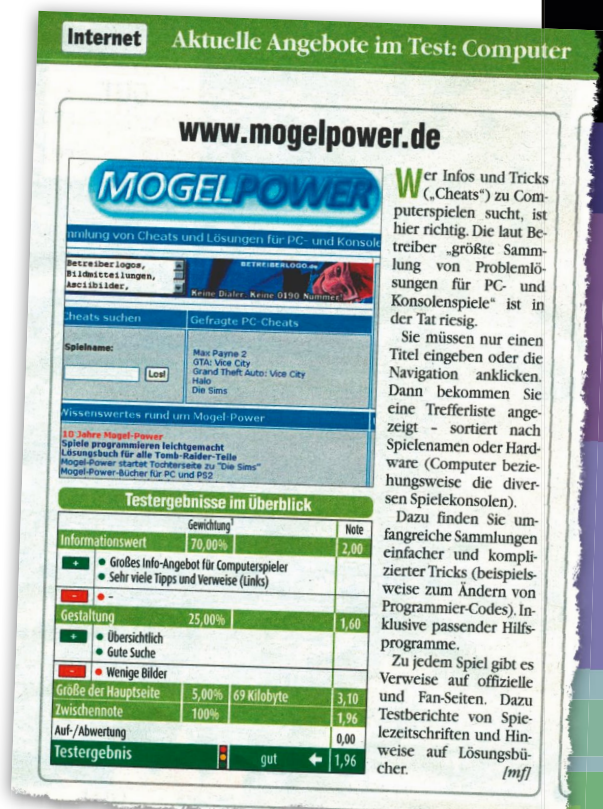 Internet
Aktuelle Angebote im Test: Computer
www.mogelpower.de
MOGELPOWER
mmlung von Cheats und Lösungen für PC- und Konsole
Betreiberlogos,
Bildmitteilungen,
Asciibilder,
BETREIBERLOGO.de
Keine Dialer. Keine 0190 Nummer!
Cheats suchen
Gefragte PC-Cheats
Spielname:
Los!
Max Payne 2
GTA: Vice City
Grand Theft Auto: Vice City
Halo
Die Sims
Wissenswertes rund um Mogel-Power
10 Jahre Mogel-Power
Spiele programmieren leichtgemacht
Lösungsbuch für alle Tomb-Raider-Teile
Mogel-Power startet Tochterseite zu "Die Sims"
Mogel-Power-Bücher für PC und PS2
Testergebnisse im Überblick
Gewichtung¹ Note
Informationswert 70,00% 2,00
+ • Großes Info-Angebot für Computerspieler
• Sehr viele Tipps und Verweise (Links)
– • –
Gestaltung 25,00% 1,60
+ • Übersichtlich
• Gute Suche
– • Wenige Bilder
Größe der Hauptseite 5,00% 69 Kilobyte 3,10
Zwischennote 100% 1,96
Auf-/Abwertung 0,00
Testergebnis gut 1,96
Wer Infos und Tricks
(„Cheats“) zu Com-
puterspielen sucht, ist
hier richtig. Die laut Be-
treiber „größte Samm-
lung von Problemlö-
sungen für PC- und
Konsolenspiele“ ist in
der Tat riesig.
Sie müssen nur einen
Titel eingeben oder die
Navigation anklicken.
Dann bekommen Sie
eine Trefferliste ange-
zeigt - sortiert nach
Spielenamen oder Hard-
ware (Computer bezie-
hungsweise die diver-
sen Spielekonsolen).
Dazu finden Sie um-
fangreiche Sammlungen
einfacher und kompli-
zierter Tricks (beispiels-
weise zum Ändern von
Programmier-Codes). In-
klusive passender Hilfs-
programme.
Zu jedem Spiel gibt es
Verweise auf offizielle
und Fan-Seiten. Dazu
Testberichte von Spie-
lezeitschriften und Hin-
weise auf Lösungsbü-
cher. [mf]